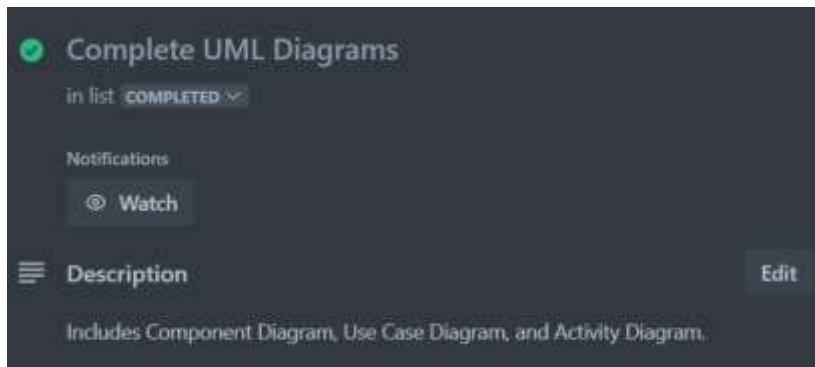 Complete UML Diagrams
in list COMPLETED
Notifications
Watch
Description
Edit
Includes Component Diagram, Use Case Diagram, and Activity Diagram.